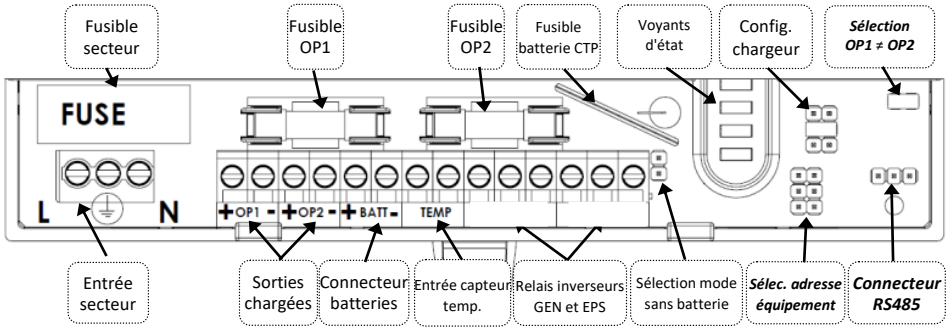 Fusible
secteur
Fusible
OP1
Fusible
OP2
Fusible
batterie CTP
Voyants
d'état
Config.
chargeur
Sélection
OP1 ≠ OP2
FUSE
L
N
+ OP1 -
+ OP2 -
+ BATT -
TEMP
Entrée
secteur
Sorties
chargées
Connecteur
batteries
Entrée capteur
temp.
Relais inverseurs
GEN et EPS
Sélection mode
sans batterie
Sélec. adresse
équipement
Connecteur
RS485